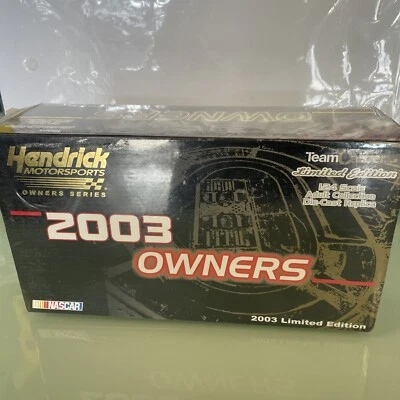 OWNERS
Hendrick
MOTORSPORTS
OWNERS SERIES
Team
Limited Edition
1:24 Scale
Adult Collectible
Die-Cast Replica
2003
OWNERS
NASCAR
2003 Limited Edition